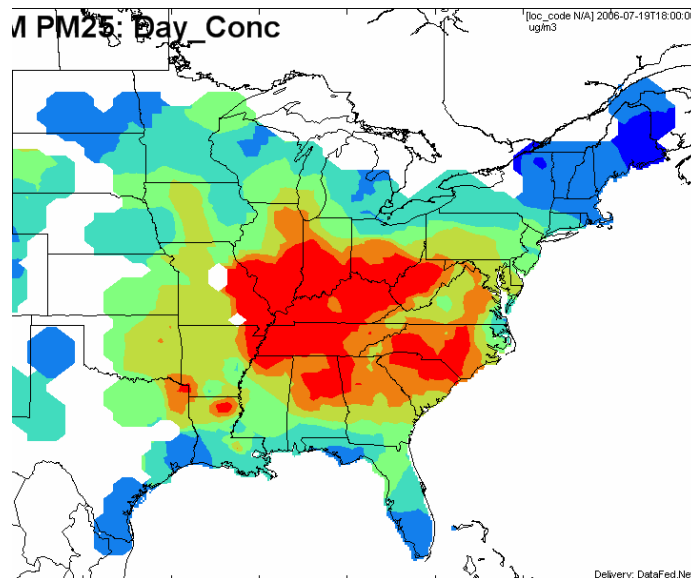 M PM25: Day_Conc
[loc_code N/A] 2006-07-19T18:00:0
ug/m3
Delivery: DataFed.Ne